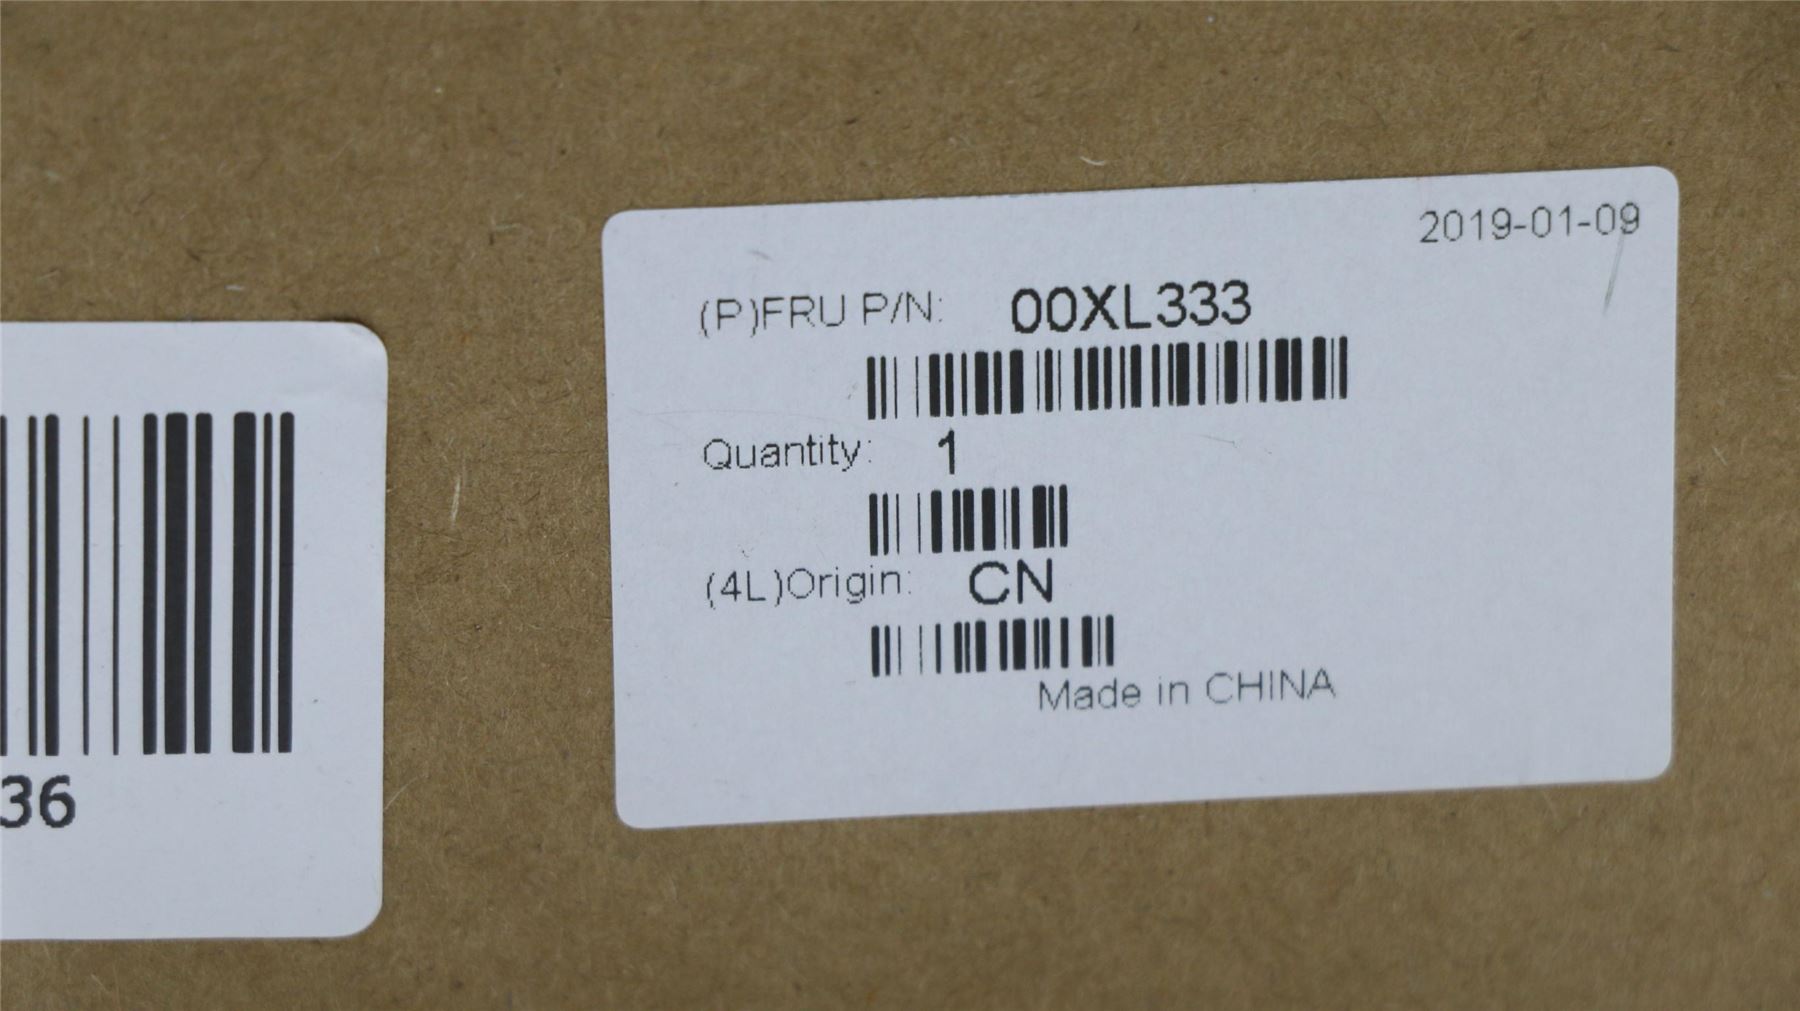 2019-01-09
(P)FRU P/N: 00XL333
Quantity: 1
(4L)Origin: CN
Made in CHINA
36